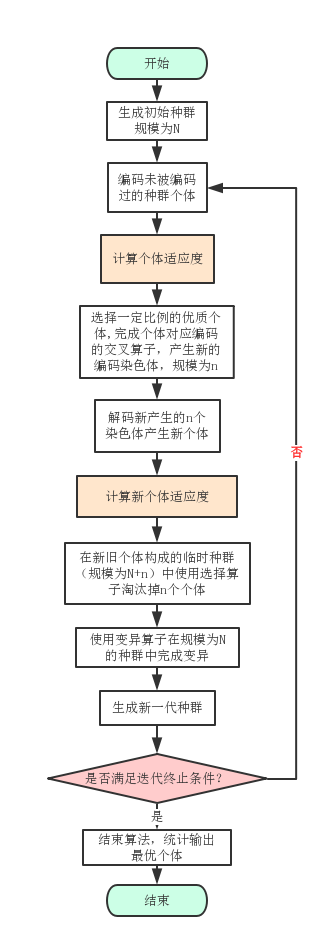 开始
生成初始种群
规模为N
编码未被编码
过的种群个体
计算个体适应度
选择一定比例的优质个
体,完成个体对应编码
的交叉算子，产生新的
编码染色体，规模为n
解码新产生的n个
染色体产生新个体
否
计算新个体适应度
在新旧个体构成的临时种群
（规模为N+n）中使用选择算
子淘汰掉n个个体
使用变异算子在规模为N
的种群中完成变异
生成新一代种群
是否满足迭代终止条件？
是
结束算法，统计输出
最优个体
结束